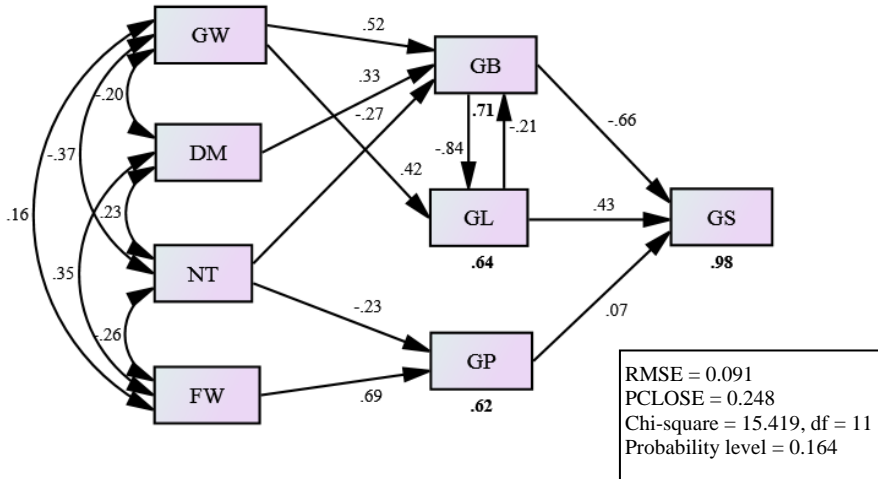 GW
.52
GB
.33
-.20
-.27
.71
-.21
-.66
DM
-.37
-.84
.42
.16
.23
GL
.43
GS
.64
.98
NT
.35
-.23
.07
-.26
GP
FW
.69
.62
RMSE = 0.091
PCLOSE = 0.248
Chi-square = 15.419, df = 11
Probability level = 0.164